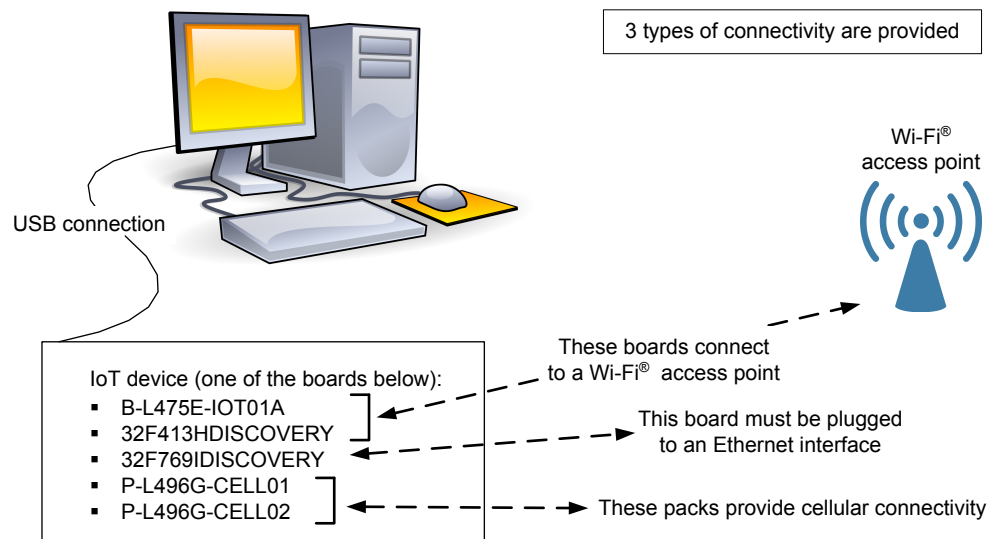 3 types of connectivity are provided
Wi-Fi®
access point
USB connection
These boards connect
to a Wi-Fi® access point
IoT device (one of the boards below):
▪ B-L475E-IOT01A
▪ 32F413HDISCOVERY
▪ 32F769IDISCOVERY
▪ P-L496G-CELL01
▪ P-L496G-CELL02
This board must be plugged
to an Ethernet interface
These packs provide cellular connectivity